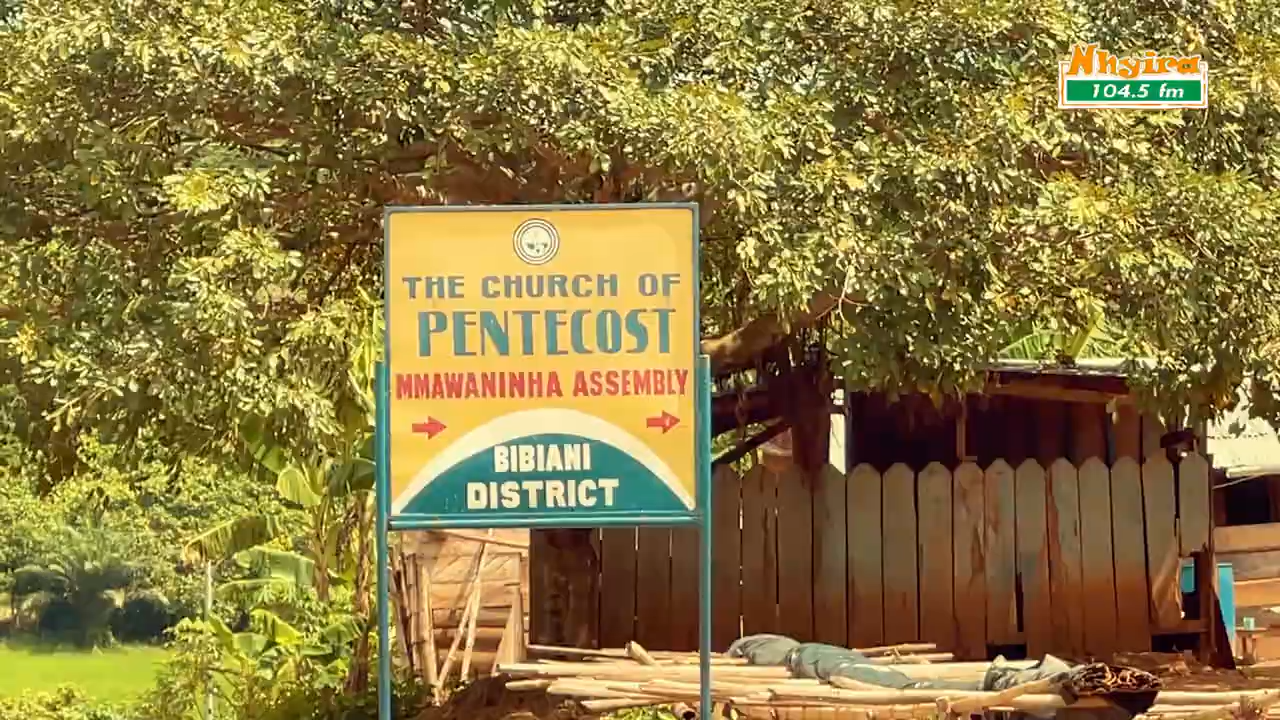 Nhyira
104.5 fm
THE CHURCH OF
PENTECOST
MMAWANINHA ASSEMBLY
BIBIANI
DISTRICT